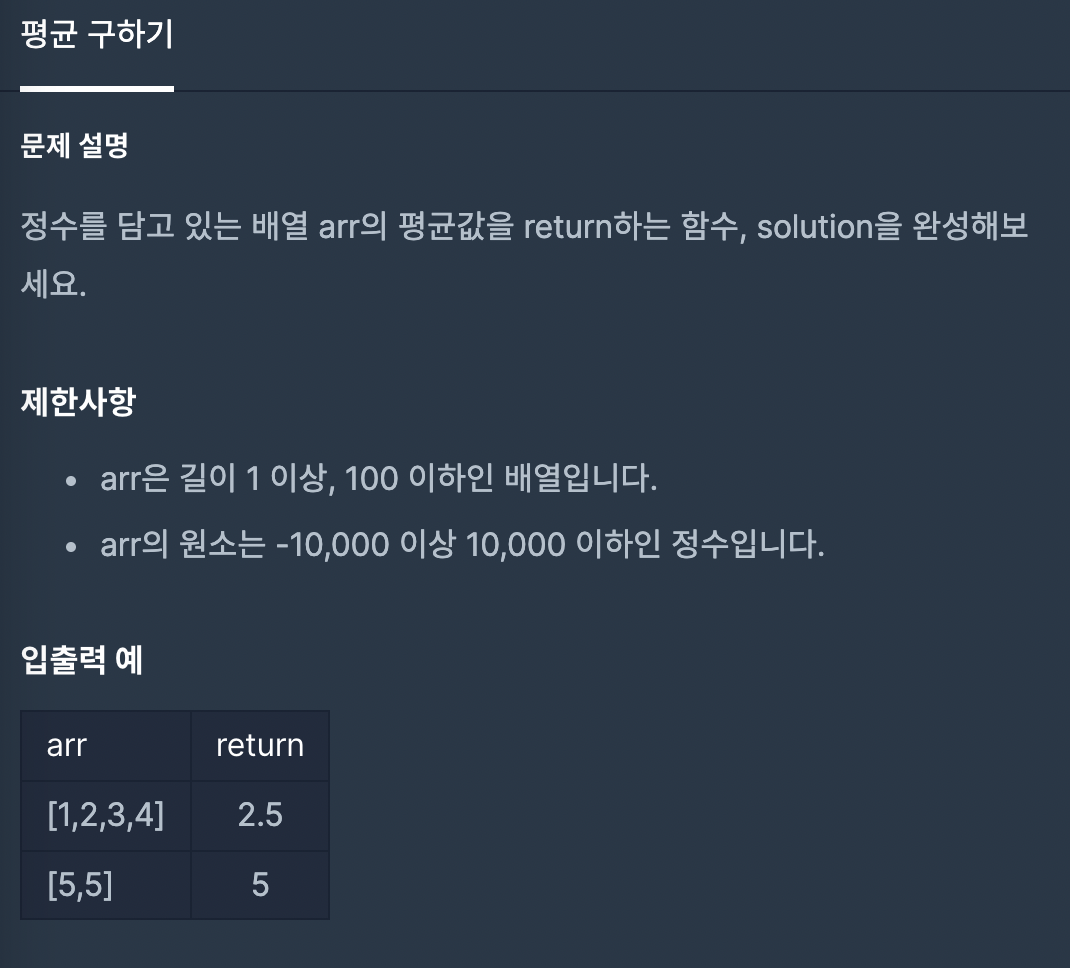 평균 구하기
문제 설명
정수를 담고 있는 배열 arr의 평균값을 return하는 함수, solution을 완성해보
세요.
제한사항
• arr은 길이 1 이상, 100 이하인 배열입니다.
• arr의 원소는 -10,000 이상 10,000 이하인 정수입니다.
입출력 예
arr return
[1,2,3,4] 2.5
[5,5] 5